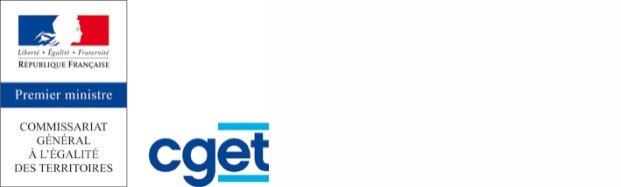 Liberté • Égalité • Fraternité
RÉPUBLIQUE FRANÇAISE
Premier ministre
COMMISSARIAT
GÉNÉRAL
À L'ÉGALITÉ
DES TERRITOIRES
cget